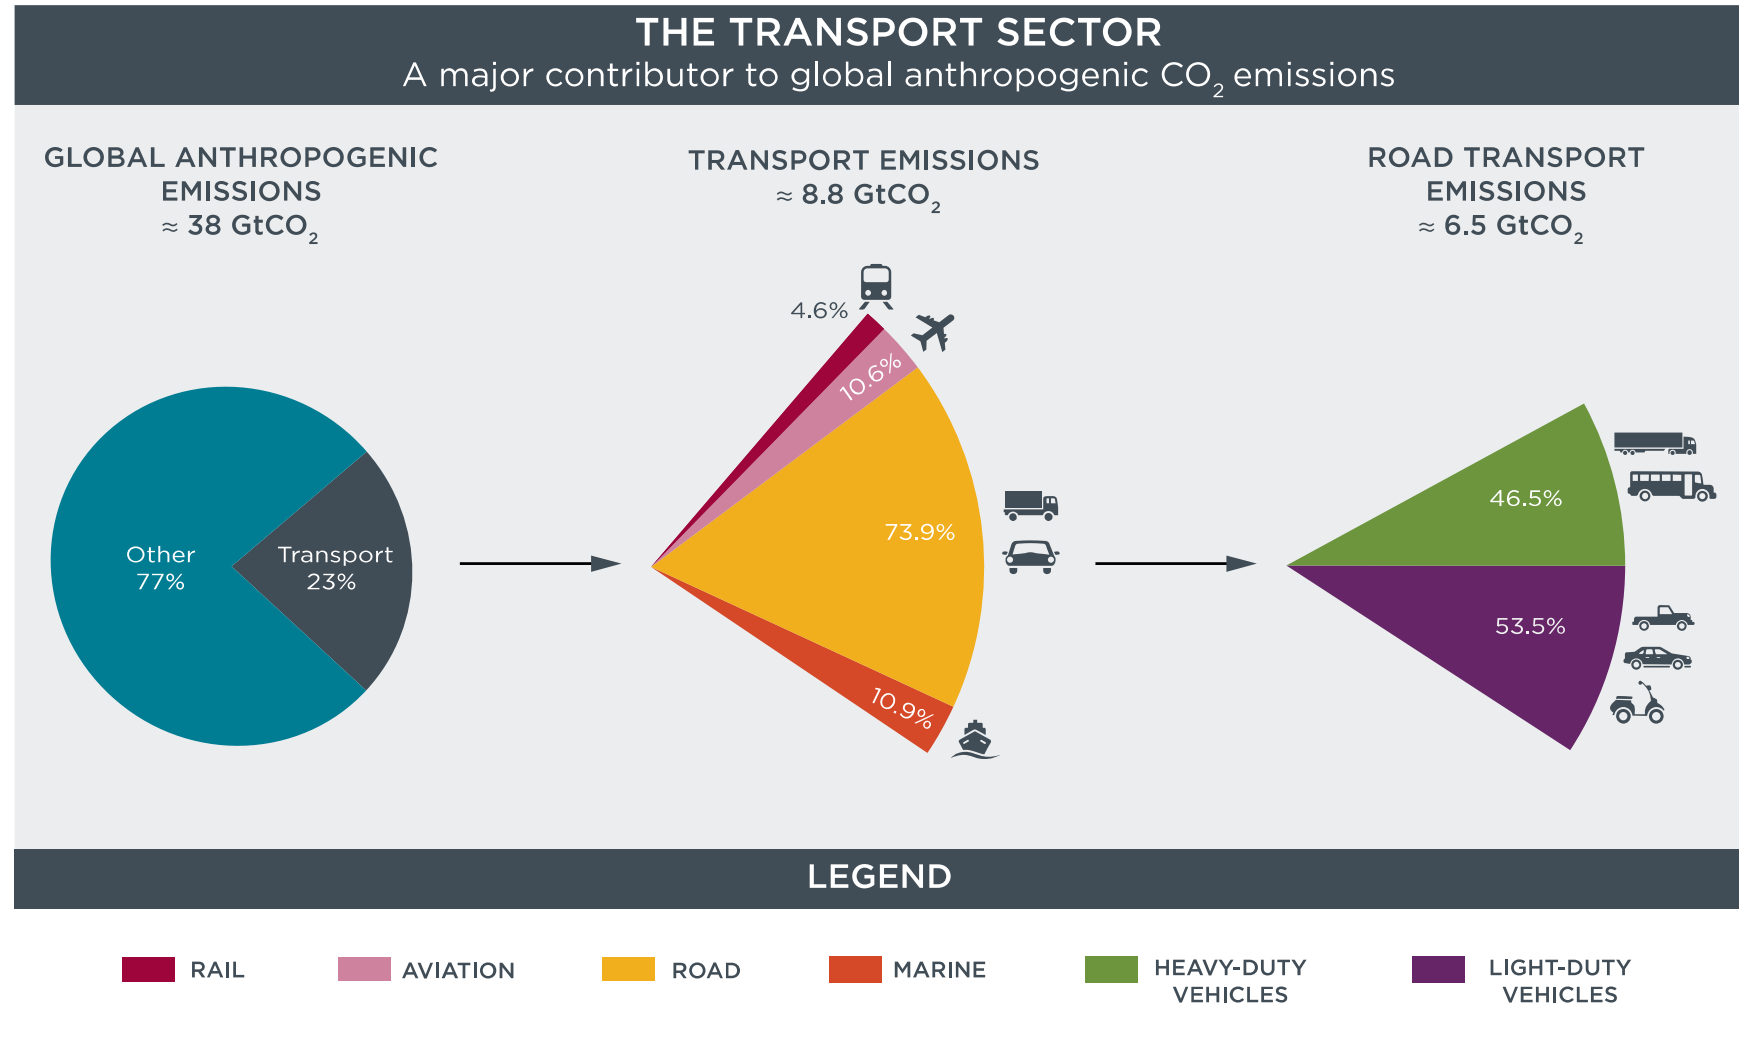 THE TRANSPORT SECTOR
A major contributor to global anthropogenic CO₂ emissions
GLOBAL ANTHROPOGENIC
EMISSIONS
≈ 38 GtCO₂
TRANSPORT EMISSIONS
≈ 8.8 GtCO₂
ROAD TRANSPORT
EMISSIONS
≈ 6.5 GtCO₂
Other
77%
Transport
23%
4.6%
10.6%
73.9%
10.9%
46.5%
53.5%
LEGEND
RAIL
AVIATION
ROAD
MARINE
HEAVY-DUTY
VEHICLES
LIGHT-DUTY
VEHICLES